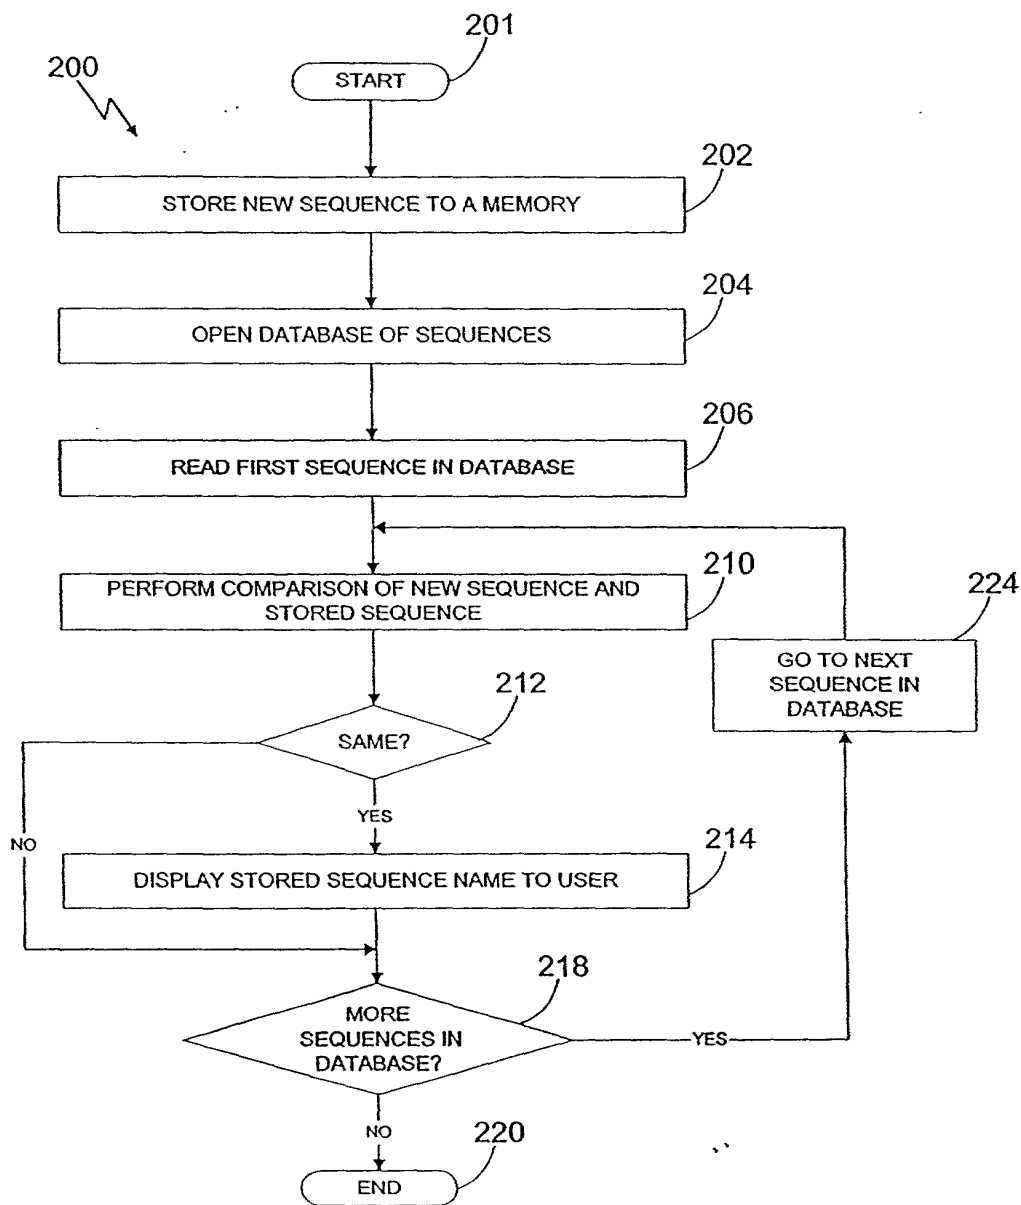 201
200
START
202
STORE NEW SEQUENCE TO A MEMORY
204
OPEN DATABASE OF SEQUENCES
206
READ FIRST SEQUENCE IN DATABASE
210
PERFORM COMPARISON OF NEW SEQUENCE AND
STORED SEQUENCE
224
GO TO NEXT
SEQUENCE IN
DATABASE
212
SAME?
YES
NO
214
DISPLAY STORED SEQUENCE NAME TO USER
218
MORE
SEQUENCES IN
DATABASE?
YES
NO
220
END